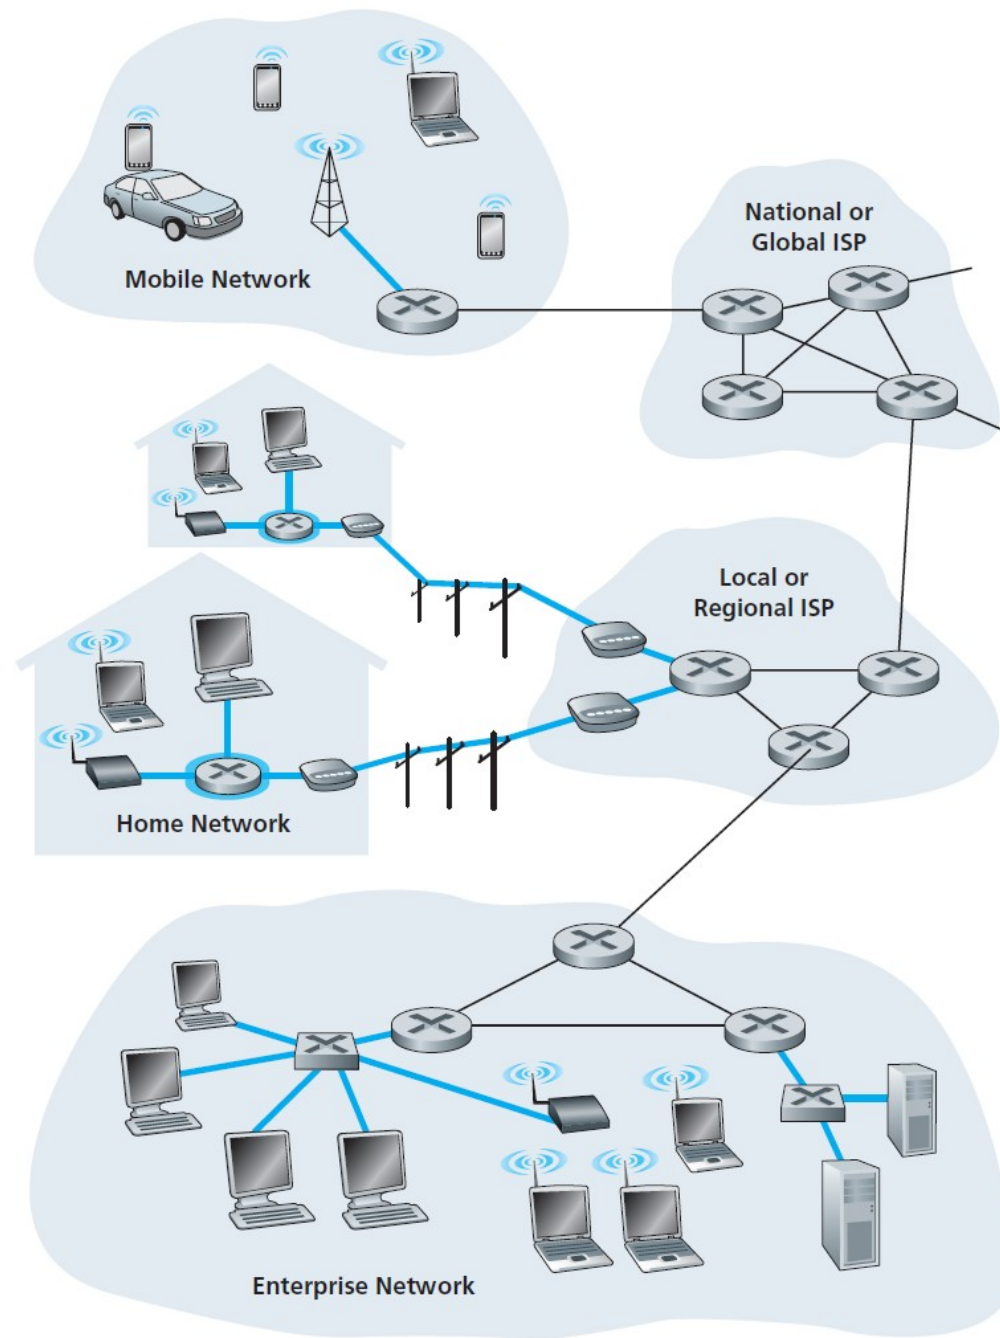 National or
Global ISP
Mobile Network
Local or
Regional ISP
Home Network
Enterprise Network